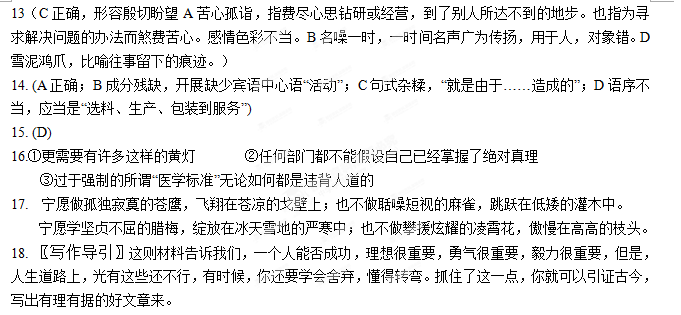 13（C 正确，形容殷切盼望 A 苦心孤诣，指费尽心思钻研或经营，到了别人所达不到的地步。也指为寻
求解决问题的办法而煞费苦心。感情色彩不当。B 名噪一时，一时间名声广为传扬，用于人，对象错。D
雪泥鸿爪，比喻往事留下的痕迹。）
14. (A 正确；B 成分残缺，开展缺少宾语中心语“活动”；C 句式杂糅，“就是由于……造成的”；D 语序不
当，应当是“选料、生产、包装到服务”)
15. (D)
16.①更需要有许多这样的黄灯 ②任何部门都不能假设自己已经掌握了绝对真理
③过于强制的所谓“医学标准”无论如何都是违背人道的
17. 宁愿做孤独寂寞的苍鹰，飞翔在苍凉的戈壁上；也不做聒噪短视的麻雀，跳跃在低矮的灌木中。
宁愿学坚贞不屈的腊梅，绽放在冰天雪地的严寒中；也不做攀援炫耀的凌霄花，傲慢在高高的枝头。
18. 〖写作导引〗这则材料告诉我们，一个人能否成功，理想很重要，勇气很重要，毅力很重要，但是，
人生道路上，光有这些还不行，有时候，你还要学会舍弃，懂得转弯。抓住了这一点，你就可以引证古今，
写出有理有据的好文章来。